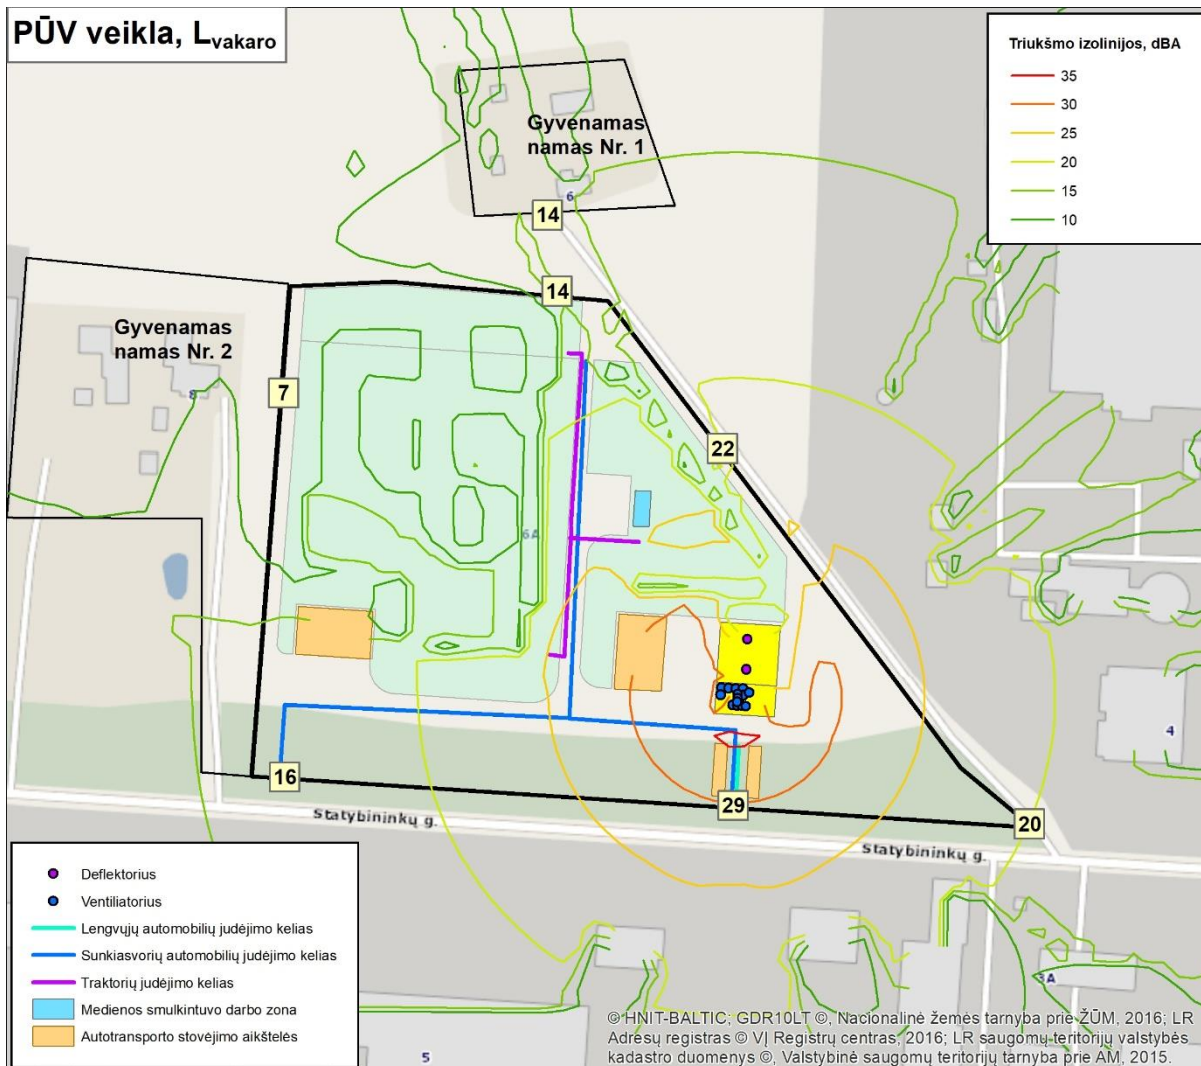 PŪV veikla, Lvakaro
Triukšmo izolinijos, dBA
35
30
25
20
15
10
Gyvenamas
namas Nr. 1
6
14
14
Gyvenamas
namas Nr. 2
8
7
22
6A
4
16
29
20
Statybininkų g.
Statybininkų g.
3A
5
Deflektorius
Ventiliatorius
Lengvųjų automobilių judėjimo kelias
Sunkiasvorių automobilių judėjimo kelias
Traktorių judėjimo kelias
Medienos smulkintuvo darbo zona
Autotransporto stovėjimo aikštelės
© HNIT-BALTIC; GDR10LT ©, Nacionalinė žemės tarnyba prie ŽŪM, 2016; LR
Adresų registras © VĮ Registrų centras, 2016; LR saugomų teritorijų valstybės
kadastro duomenys ©, Valstybinė saugomų teritorijų tarnyba prie AM, 2015.